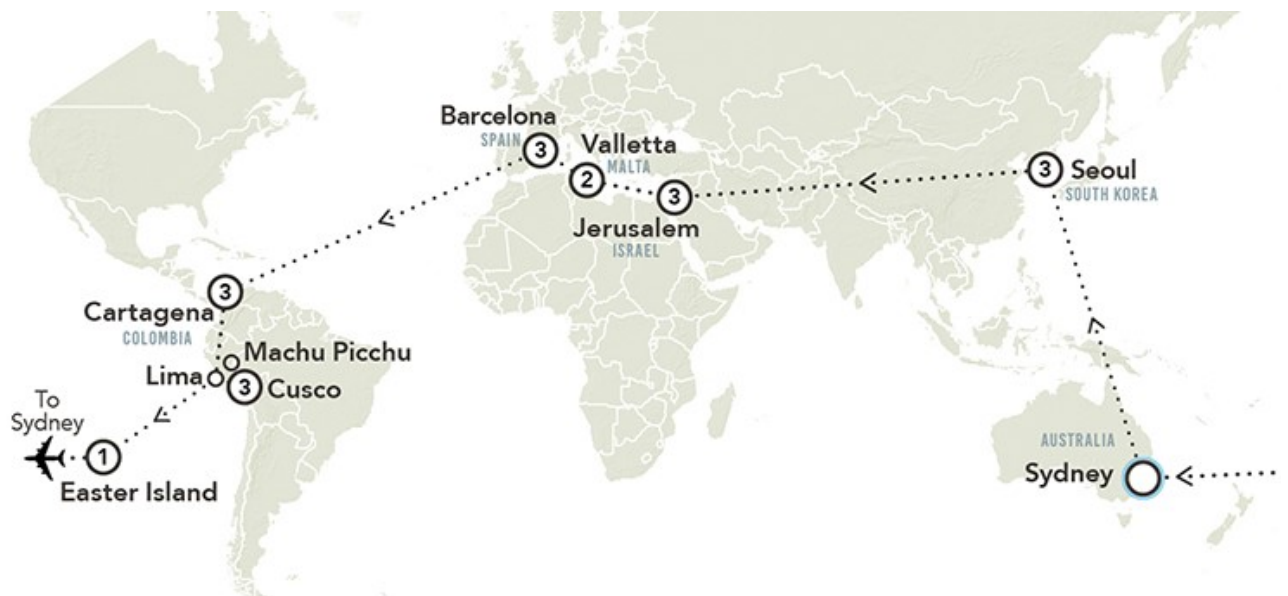 Barcelona
SPAIN
3
Valletta
MALTA
2
3
Jerusalem
ISRAEL
3
Seoul
SOUTH KOREA
3
Cartagena
COLOMBIA
Machu Picchu
Lima
3
Cusco
To
Sydney
1
Easter Island
AUSTRALIA
Sydney